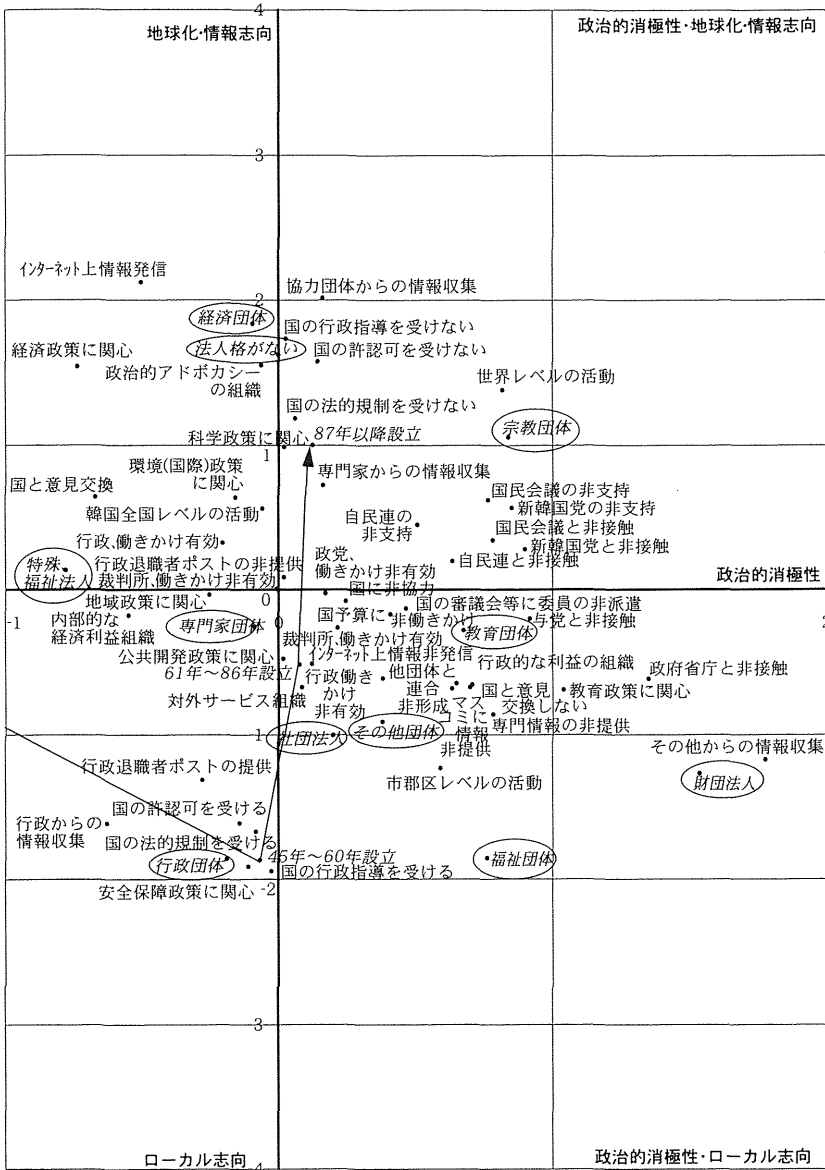 4
地球化･情報志向
政治的消極性･地球化･情報志向
3
インターネット上情報発信
協力団体からの情報収集
2
経済団体
国の行政指導を受けない
経済政策に関心
法人格がない
国の許認可を受けない
政治的アドボカシー
の組織
世界レベルの活動
国の法的規制を受けない
科学政策に関心
87年以降設立
宗教団体
1
環境(国際)政策
に関心
専門家からの情報収集
国と意見交換
国民会議の非支持
新韓国党の非支持
韓国全国レベルの活動
自民連の
非支持
国民会議と非接触
行政､働きかけ有効
新韓国党と非接触
政党、
働きかけ非有効
自民連と非接触
特殊､
福祉法人
行政退職者ポストの非提供
裁判所､働きかけ非有効
政治的消極性
国に非協力
-1
0
0
2
地域政策に関心
国の審議会等に委員の非派遣
内部的な
経済利益組織
専門家団体
国予算に
非働きかけ
与党と非接触
裁判所､働きかけ有効
教育団体
公共開発政策に関心
インターネット上情報非発信
61年～86年設立
行政働き
かけ
非有効
他団体と
連合
非形成
行政的な利益の組織
政府省庁と非接触
対外サービス組織
国と意見
交換しない
教育政策に関心
マス
コミに
情報
非提供
専門情報の非提供
社団法人
その他団体
1
その他からの情報収集
行政退職者ポストの提供
市郡区レベルの活動
財団法人
国の許認可を受ける
行政からの
情報収集
国の法的規制を受ける
45年～60年設立
行政団体
福祉団体
国の行政指導を受ける
安全保障政策に関心
-2
3
ローカル志向
政治的消極性･ローカル志向
4